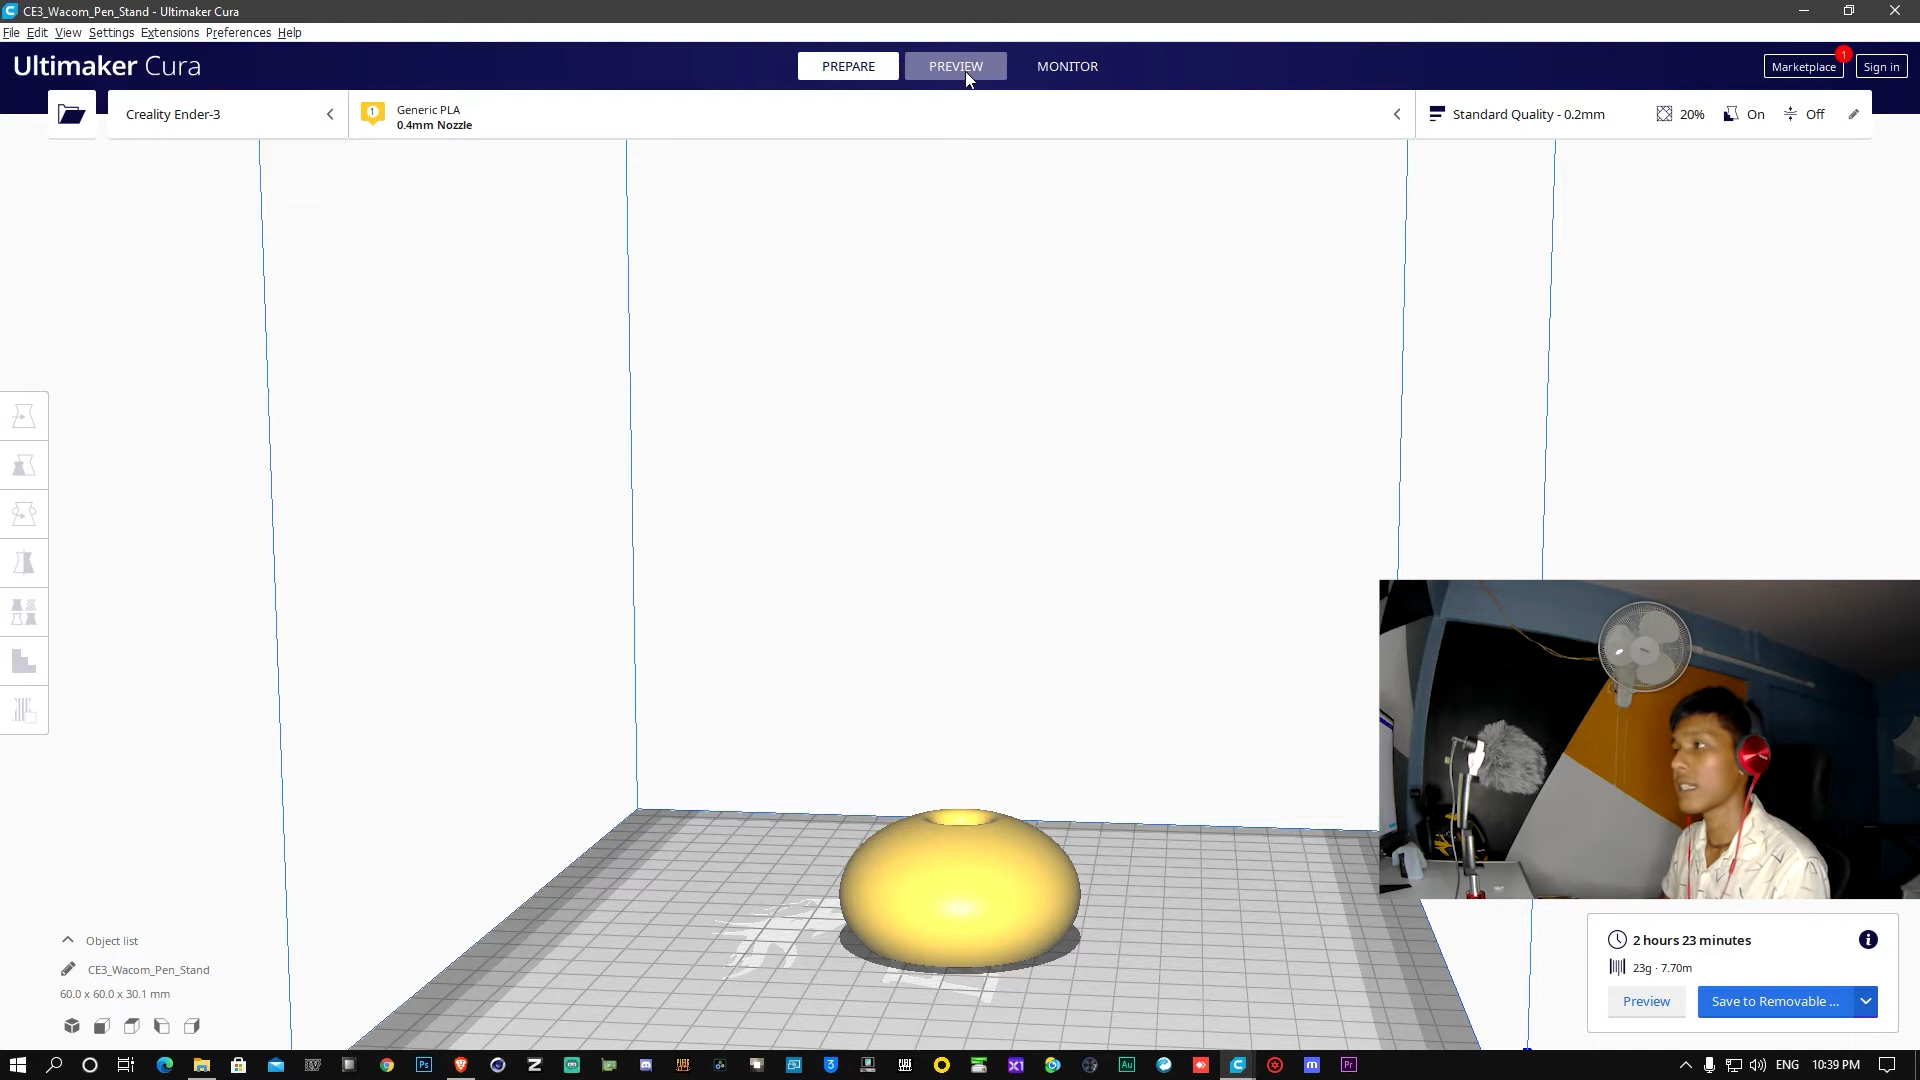 CE3_Wacom_Pen_Stand - Ultimaker Cura
File Edit View Settings Extensions Preferences Help
Ultimaker Cura
PREPARE PREVIEW MONITOR
Marketplace 1 Sign in
Creality Ender-3
1 Generic PLA
0.4mm Nozzle
Standard Quality - 0.2mm 20% On Off
Object list
CE3_Wacom_Pen_Stand
60.0 x 60.0 x 30.1 mm
2 hours 23 minutes
23g · 7.70m
Preview Save to Removable ...
ENG 10:39 PM